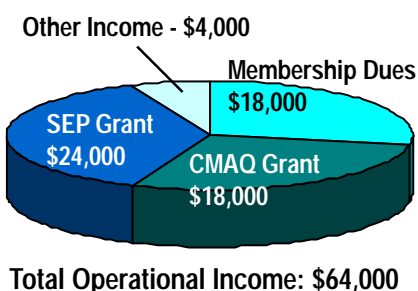 Other Income - $4,000
Membership Dues
$18,000
SEP Grant
$24,000
CMAQ Grant
$18,000
Total Operational Income: $64,000